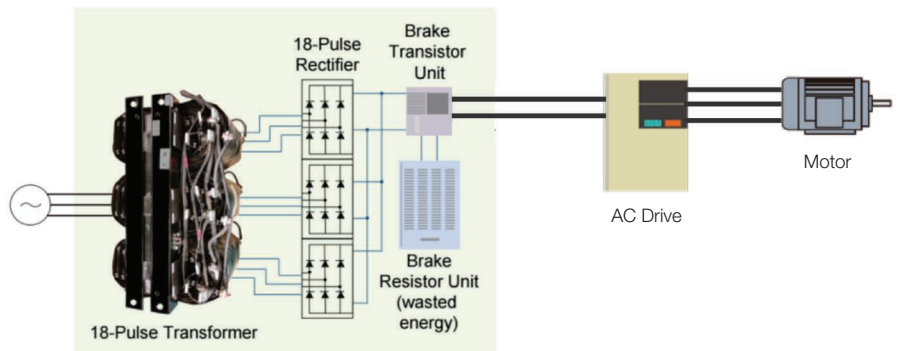 18-Pulse
Rectifier
Brake
Transistor
Unit
Motor
AC Drive
Brake
Resistor Unit
(wasted
energy)
18-Pulse Transformer